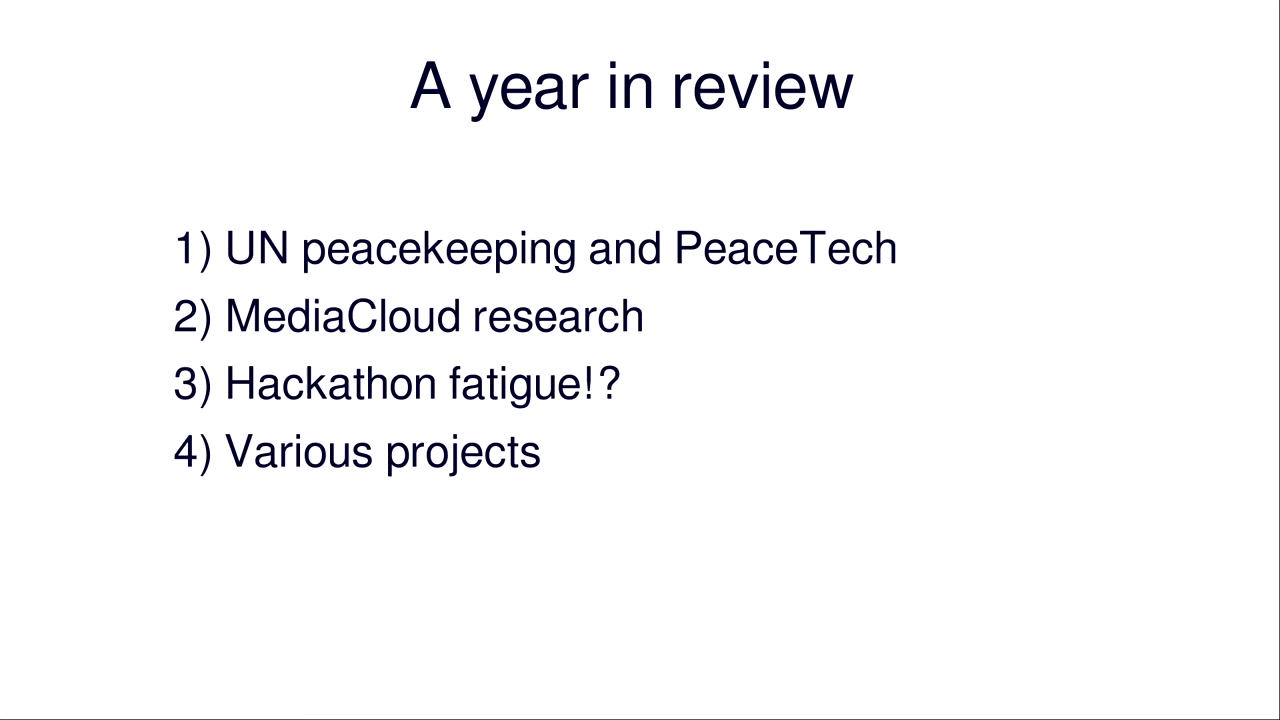 A year in review
1) UN peacekeeping and PeaceTech
2) MediaCloud research
3) Hackathon fatigue!?
4) Various projects